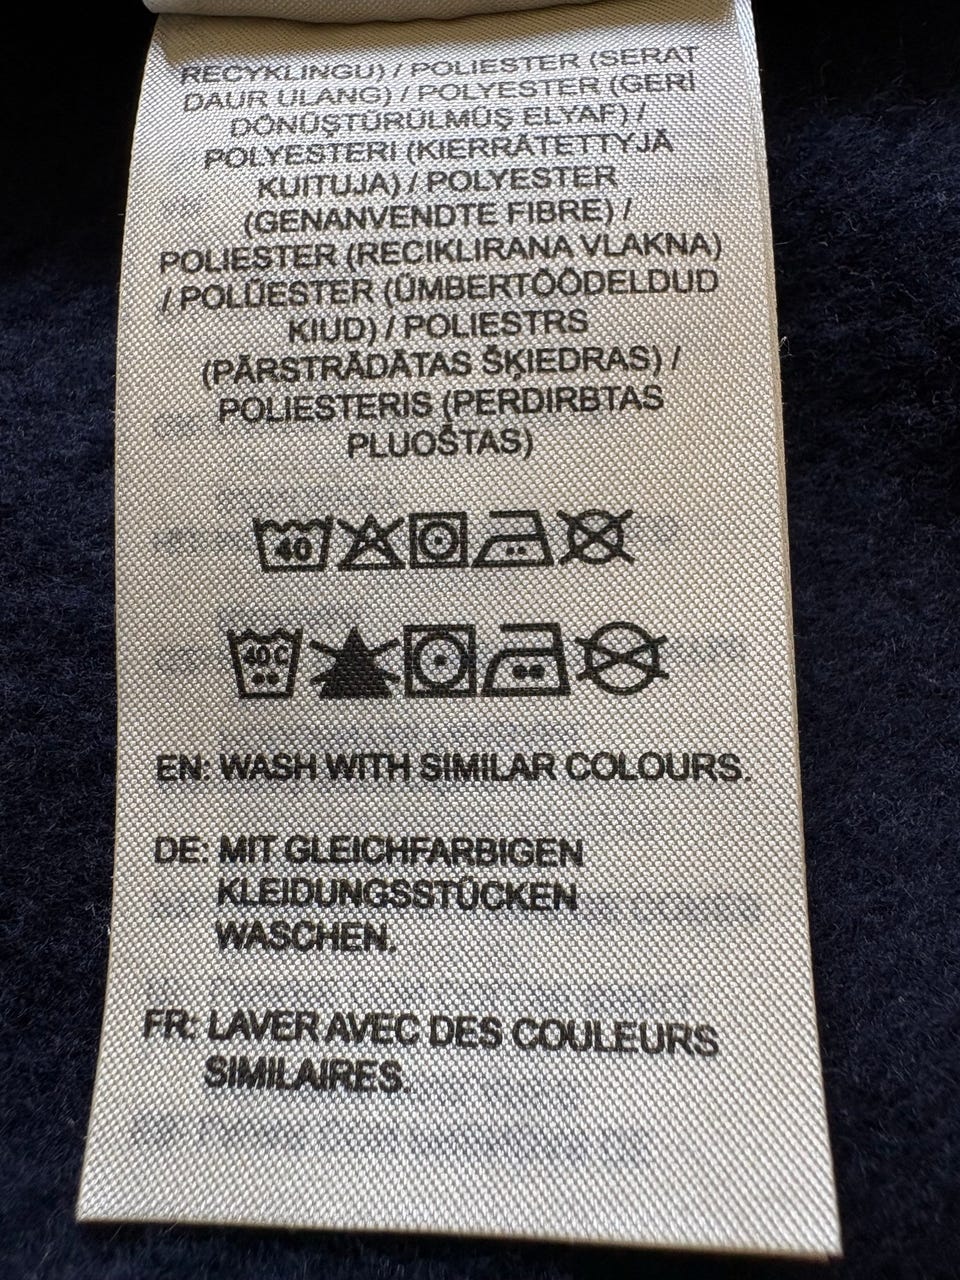 RECYKLINGU) / POLIESTER (SERAT
DAUR ULANG) / POLYESTER (GERİ
DÖNÜŞTÜRÜLMÜŞ ELYAF) /
POLYESTERI (KIERRÄTETTYJÄ
KUITUJA) / POLYESTER
(GENANVENDTE FIBRE) /
POLIESTER (RECIKLIRANA VLAKNA)
/ POLÜESTER (ÜMBERTÖÖDELDUD
KIUD) / POLIESTRS
(PĀRSTRĀDĀTAS ŠĶIEDRAS) /
POLIESTERIS (PERDIRBTAS
PLUOŠTAS)
40
40 C
EN: WASH WITH SIMILAR COLOURS.
DE: MIT GLEICHFARBIGEN
KLEIDUNGSSTÜCKEN
WASCHEN.
FR: LAVER AVEC DES COULEURS
SIMILAIRES.